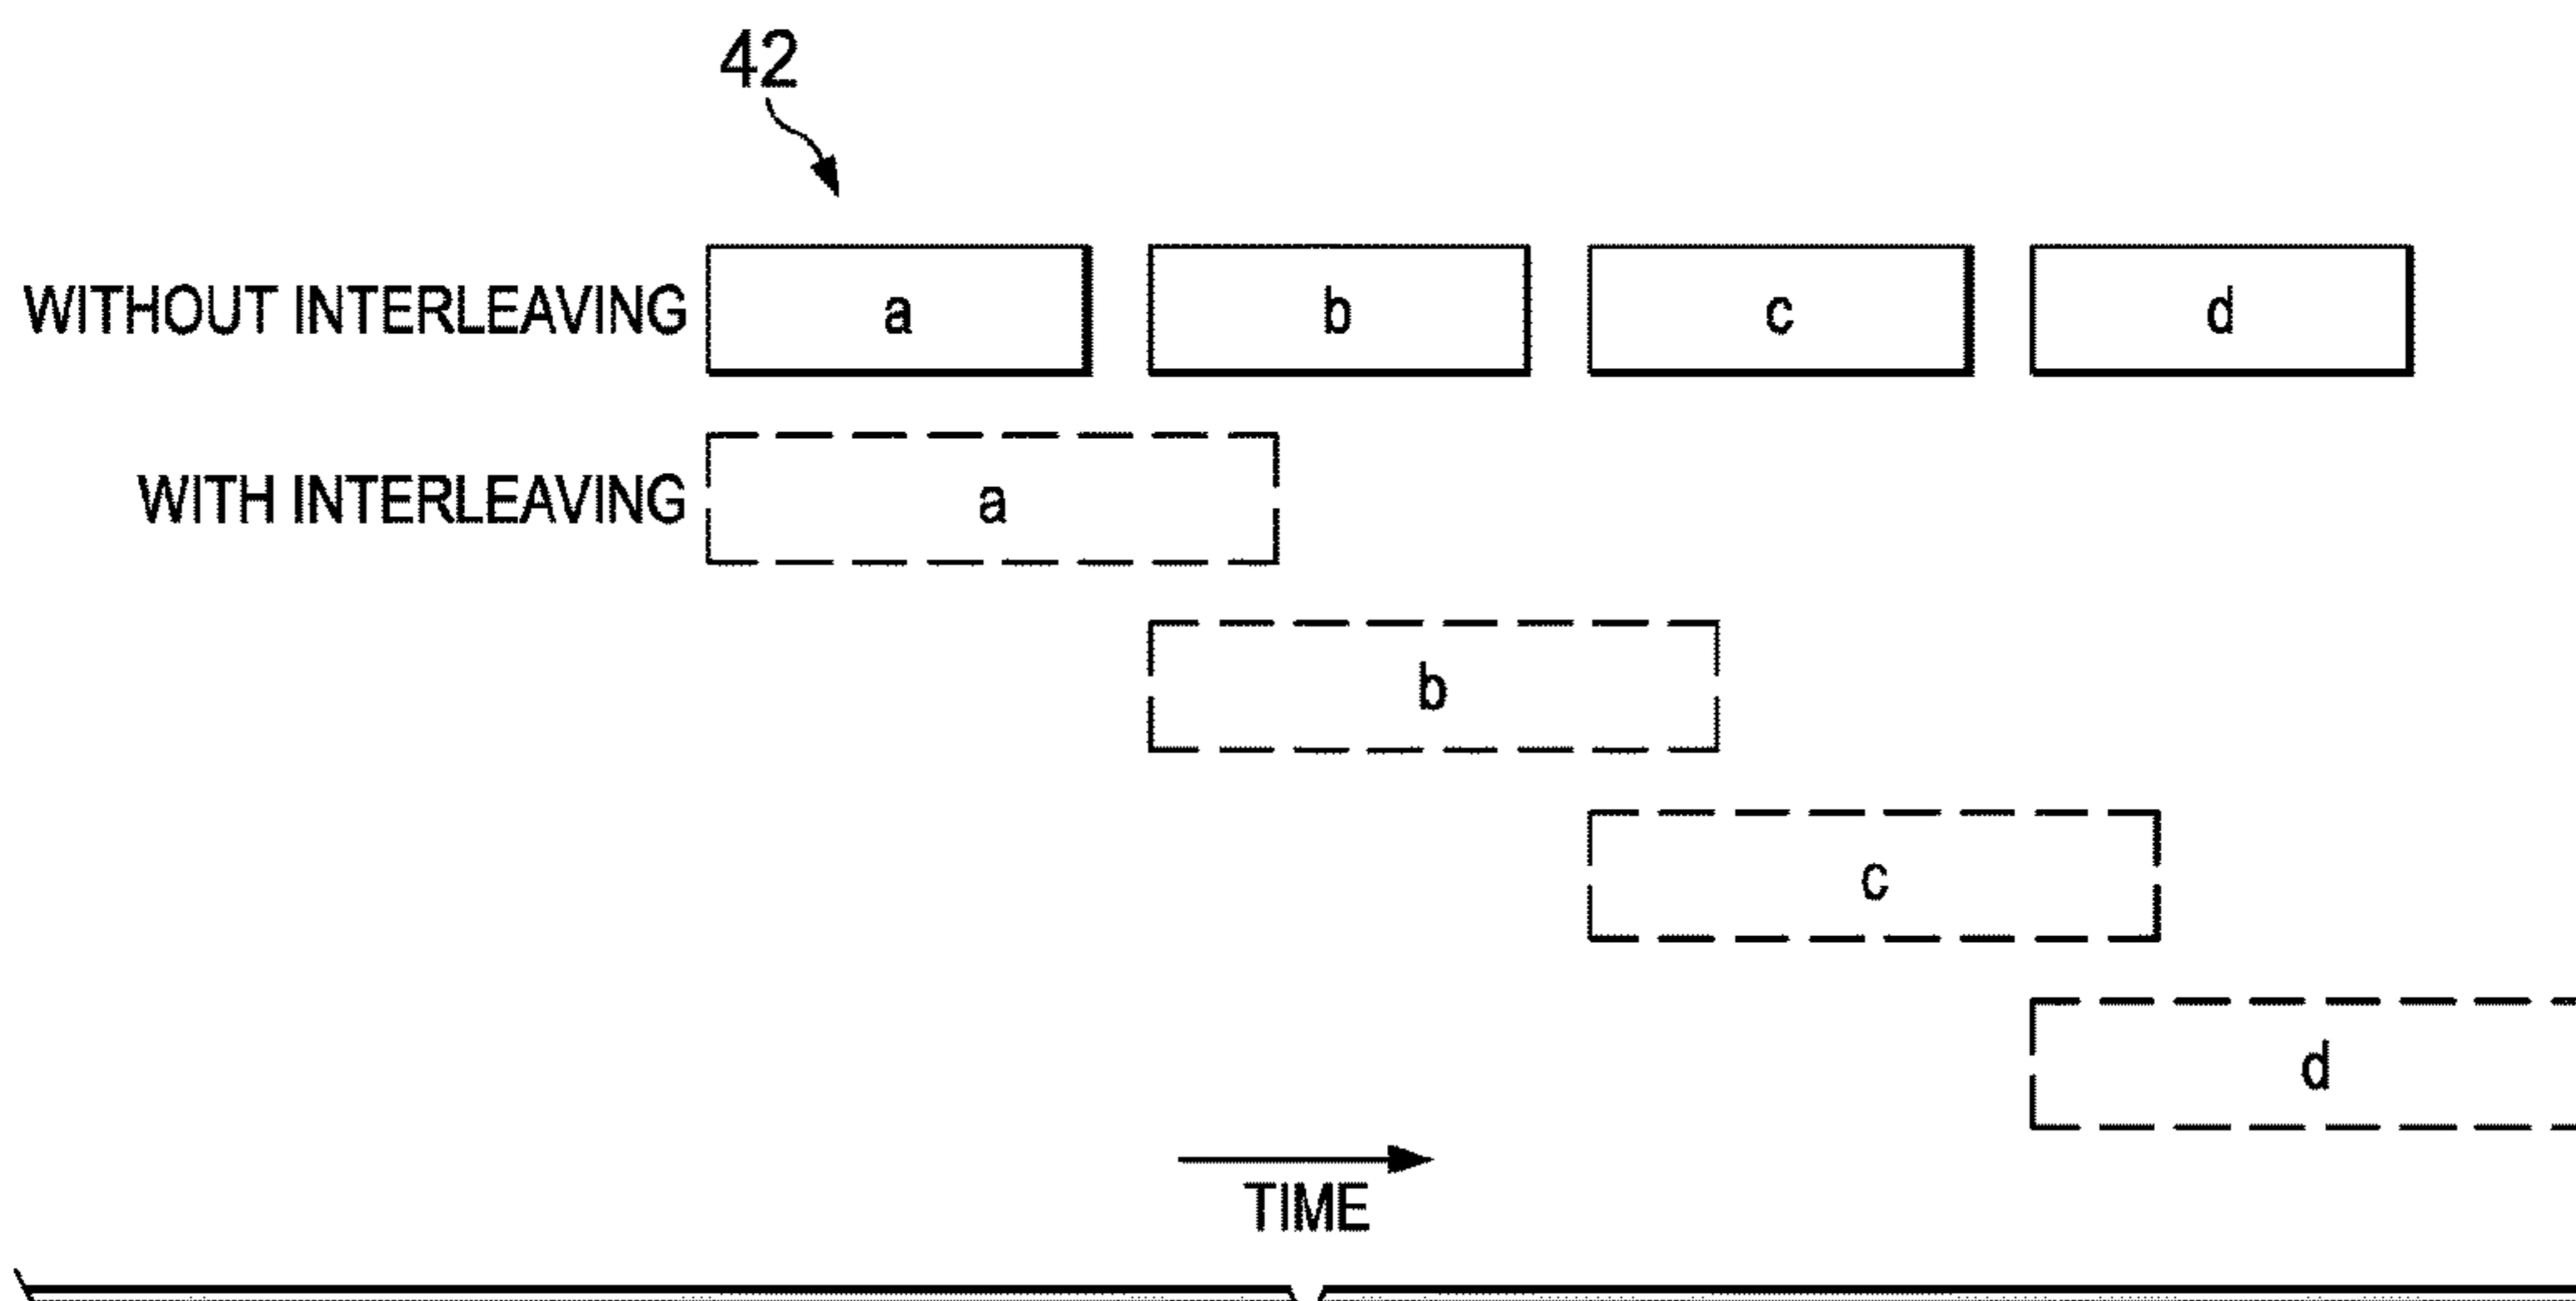 42
WITHOUT INTERLEAVING a b c d
WITH INTERLEAVING a
b
c
d
TIME